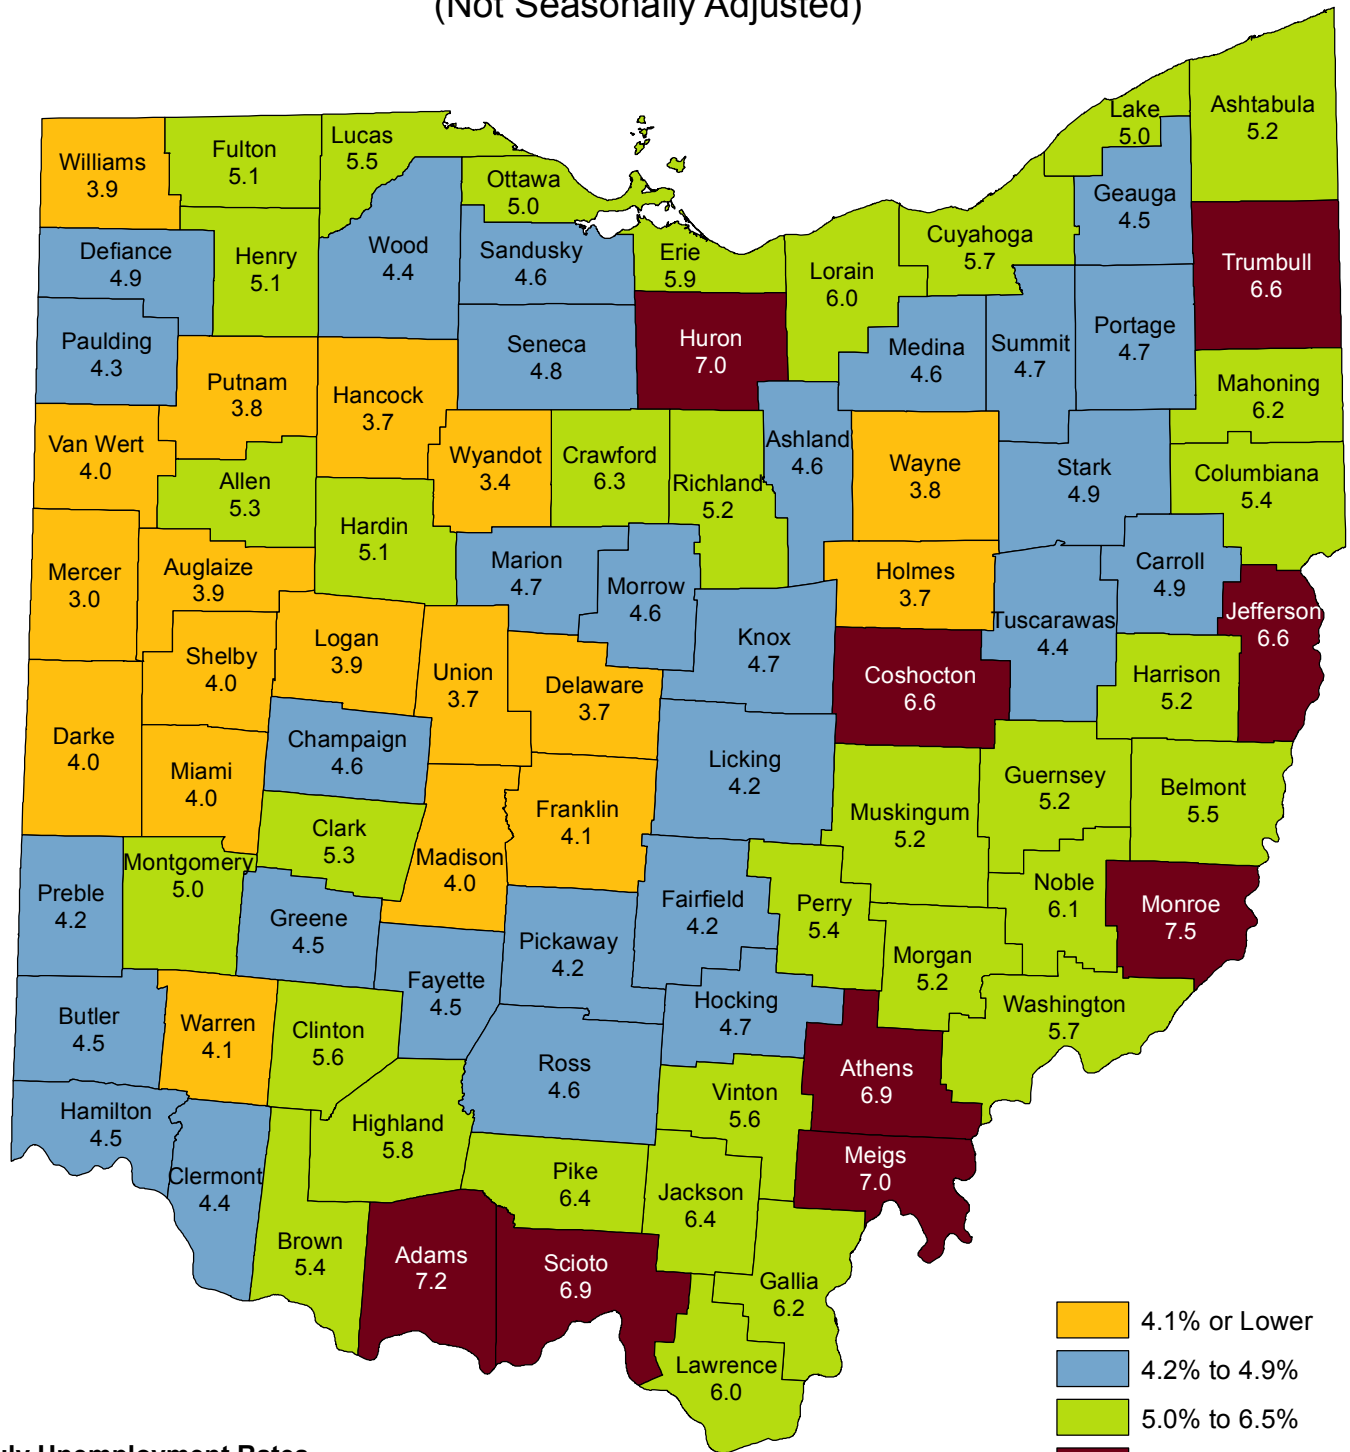 (Not Seasonally Adjusted)
Williams
3.9
Fulton
5.1
Lucas
5.5
Ottawa
5.0
Lake
5.0
Ashtabula
5.2
Defiance
4.9
Henry
5.1
Wood
4.4
Sandusky
4.6
Erie
5.9
Lorain
6.0
Cuyahoga
5.7
Geauga
4.5
Trumbull
6.6
Paulding
4.3
Putnam
3.8
Hancock
3.7
Seneca
4.8
Huron
7.0
Medina
4.6
Summit
4.7
Portage
4.7
Mahoning
6.2
Van Wert
4.0
Allen
5.3
Wyandot
3.4
Crawford
6.3
Richland
5.2
Ashland
4.6
Wayne
3.8
Stark
4.9
Columbiana
5.4
Hardin
5.1
Mercer
3.0
Auglaize
3.9
Marion
4.7
Morrow
4.6
Holmes
3.7
Tuscarawas
4.4
Carroll
4.9
Jefferson
6.6
Shelby
4.0
Logan
3.9
Union
3.7
Delaware
3.7
Knox
4.7
Coshocton
6.6
Harrison
5.2
Darke
4.0
Miami
4.0
Champaign
4.6
Licking
4.2
Guernsey
5.2
Belmont
5.5
Clark
5.3
Madison
4.0
Franklin
4.1
Muskingum
5.2
Preble
4.2
Montgomery
5.0
Greene
4.5
Fairfield
4.2
Perry
5.4
Noble
6.1
Monroe
7.5
Fayette
4.5
Pickaway
4.2
Morgan
5.2
Butler
4.5
Warren
4.1
Clinton
5.6
Hocking
4.7
Washington
5.7
Ross
4.6
Athens
6.9
Hamilton
4.5
Highland
5.8
Vinton
5.6
Clermont
4.4
Pike
6.4
Jackson
6.4
Meigs
7.0
Brown
5.4
Adams
7.2
Scioto
6.9
Gallia
6.2
Lawrence
6.0
4.1% or Lower
4.2% to 4.9%
5.0% to 6.5%
Unemployment Rates